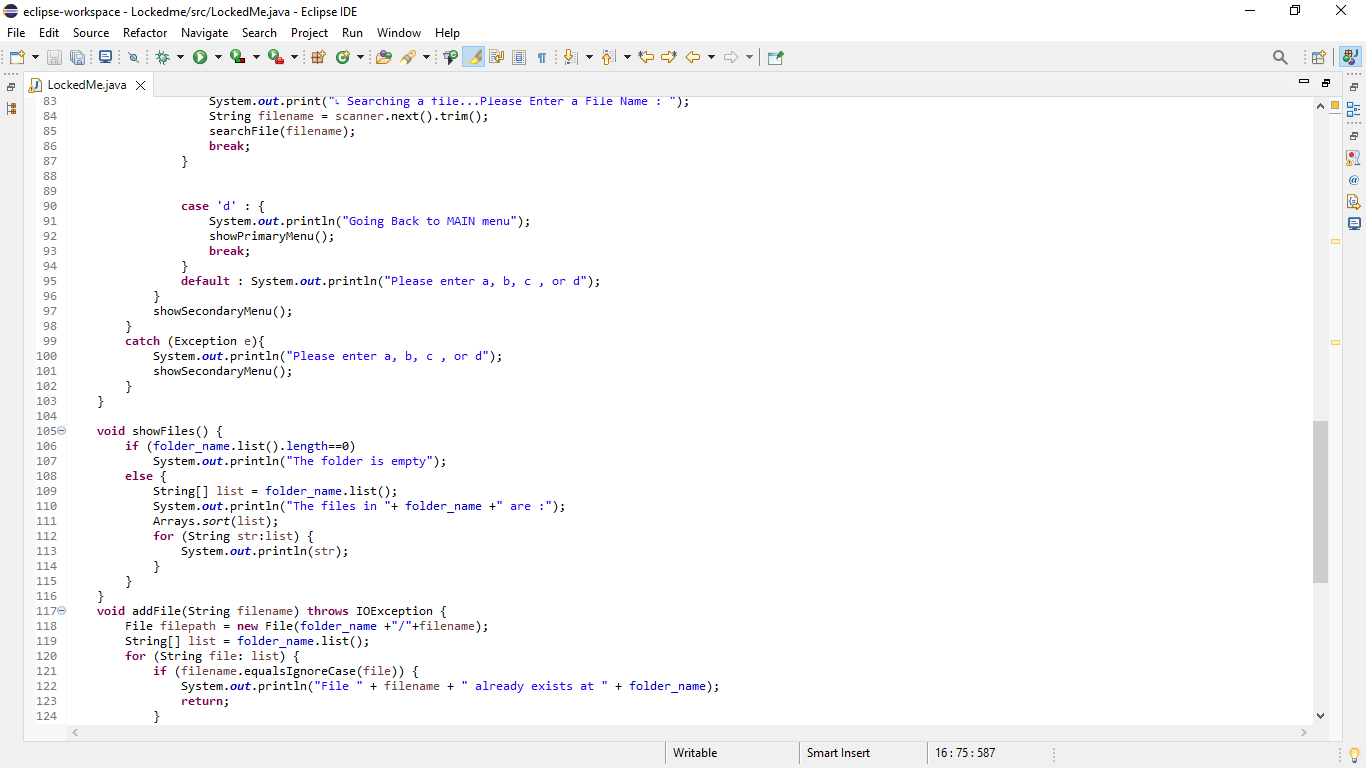 eclipse-workspace - Lockedme/src/LockedMe.java - Eclipse IDE
File Edit Source Refactor Navigate Search Project Run Window Help
LockedMe.java
83 System.out.print("↳ Searching a file...Please Enter a File Name : ");
84 String filename = scanner.next().trim();
85 searchFile(filename);
86 break;
87 }
88
89
90 case 'd' : {
91 System.out.println("Going Back to MAIN menu");
92 showPrimaryMenu();
93 break;
94 }
95 default : System.out.println("Please enter a, b, c , or d");
96 }
97 showSecondaryMenu();
98 }
99 catch (Exception e){
100 System.out.println("Please enter a, b, c , or d");
101 showSecondaryMenu();
102 }
103 }
104
105 void showFiles() {
106 if (folder_name.list().length==0)
107 System.out.println("The folder is empty");
108 else {
109 String[] list = folder_name.list();
110 System.out.println("The files in "+ folder_name +" are :");
111 Arrays.sort(list);
112 for (String str:list) {
113 System.out.println(str);
114 }
115 }
116 }
117 void addFile(String filename) throws IOException {
118 File filepath = new File(folder_name +"/"+filename);
119 String[] list = folder_name.list();
120 for (String file: list) {
121 if (filename.equalsIgnoreCase(file)) {
122 System.out.println("File " + filename + " already exists at " + folder_name);
123 return;
124 }
Writable Smart Insert 16 : 75 : 587